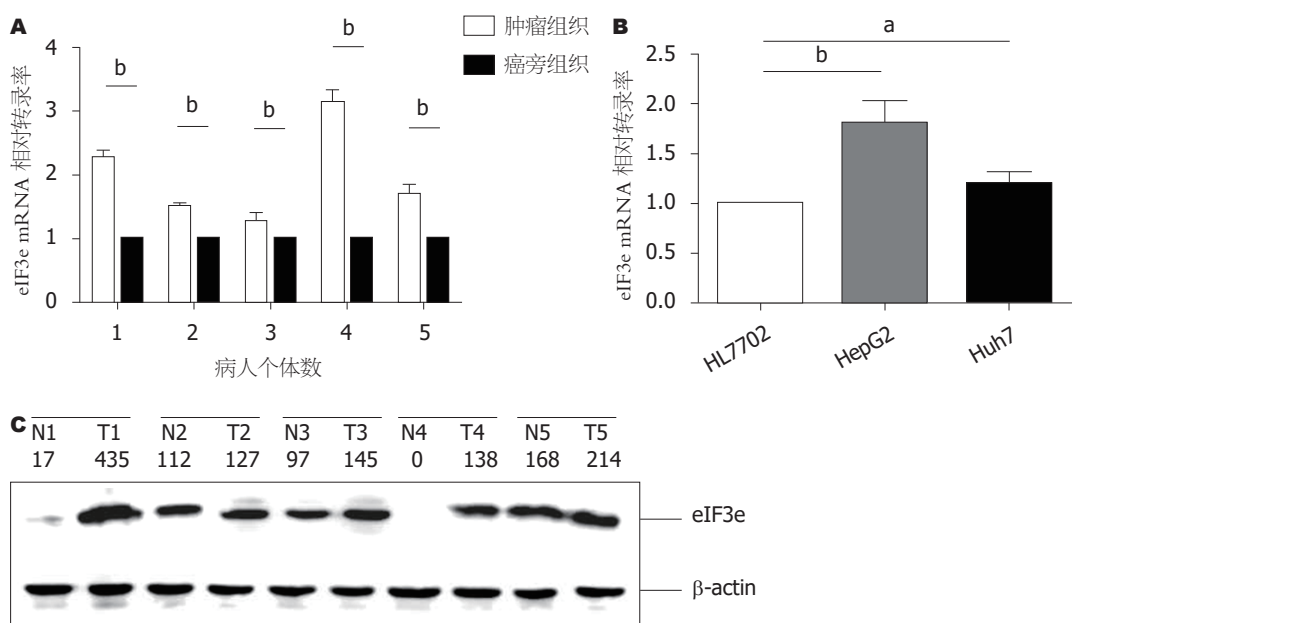 A
eIF3e mRNA 相对转录率
4
3
2
1
0
b
b
b
b
b
肿瘤组织
癌旁组织
1 2 3 4 5
病人个体数
B
eIF3e mRNA 相对转录率
2.5
2.0
1.5
1.0
0.5
0.0
a
b
HL7702 HepG2 Huh7
C
N1 T1 N2 T2 N3 T3 N4 T4 N5 T5
17 435 112 127 97 145 0 138 168 214
eIF3e
β-actin